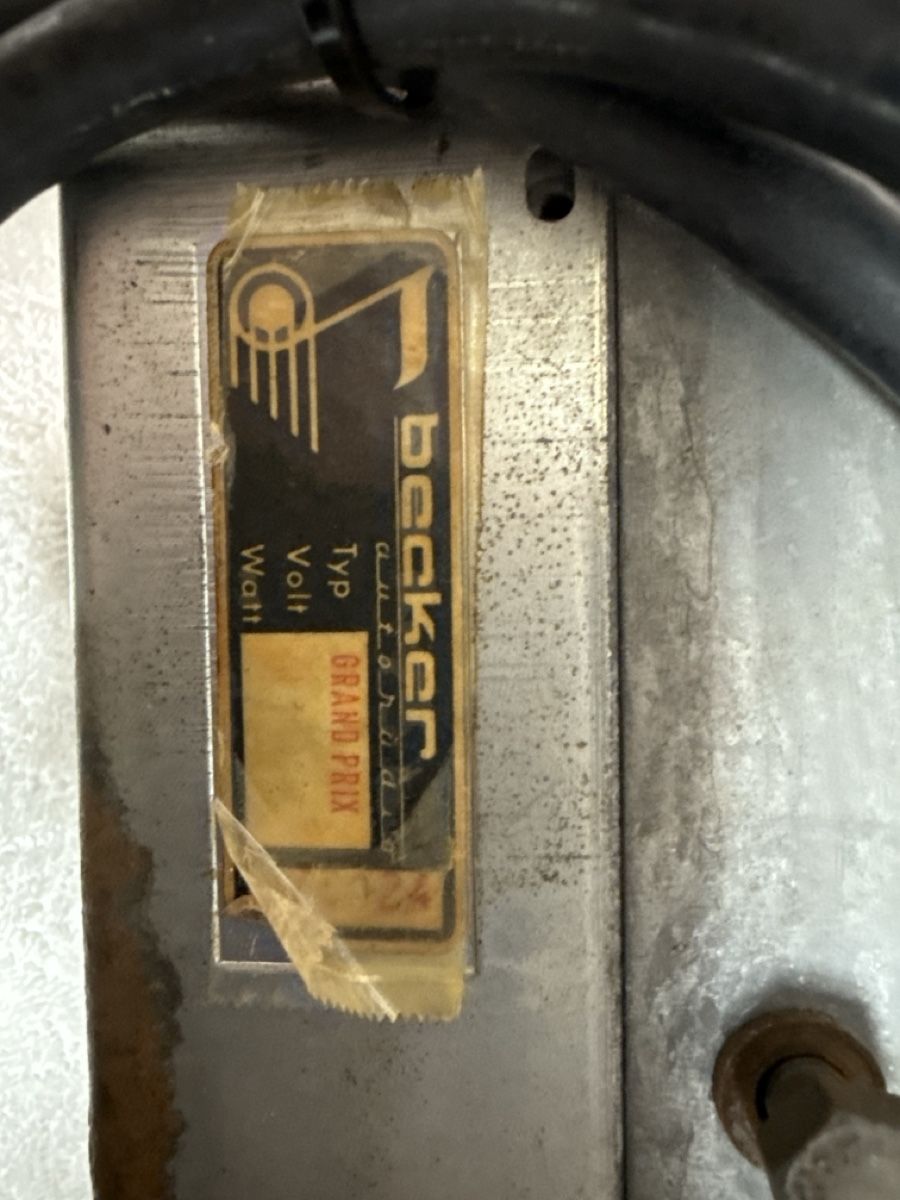 becker
autoradio
Typ GRAND PRIX
Volt
Watt